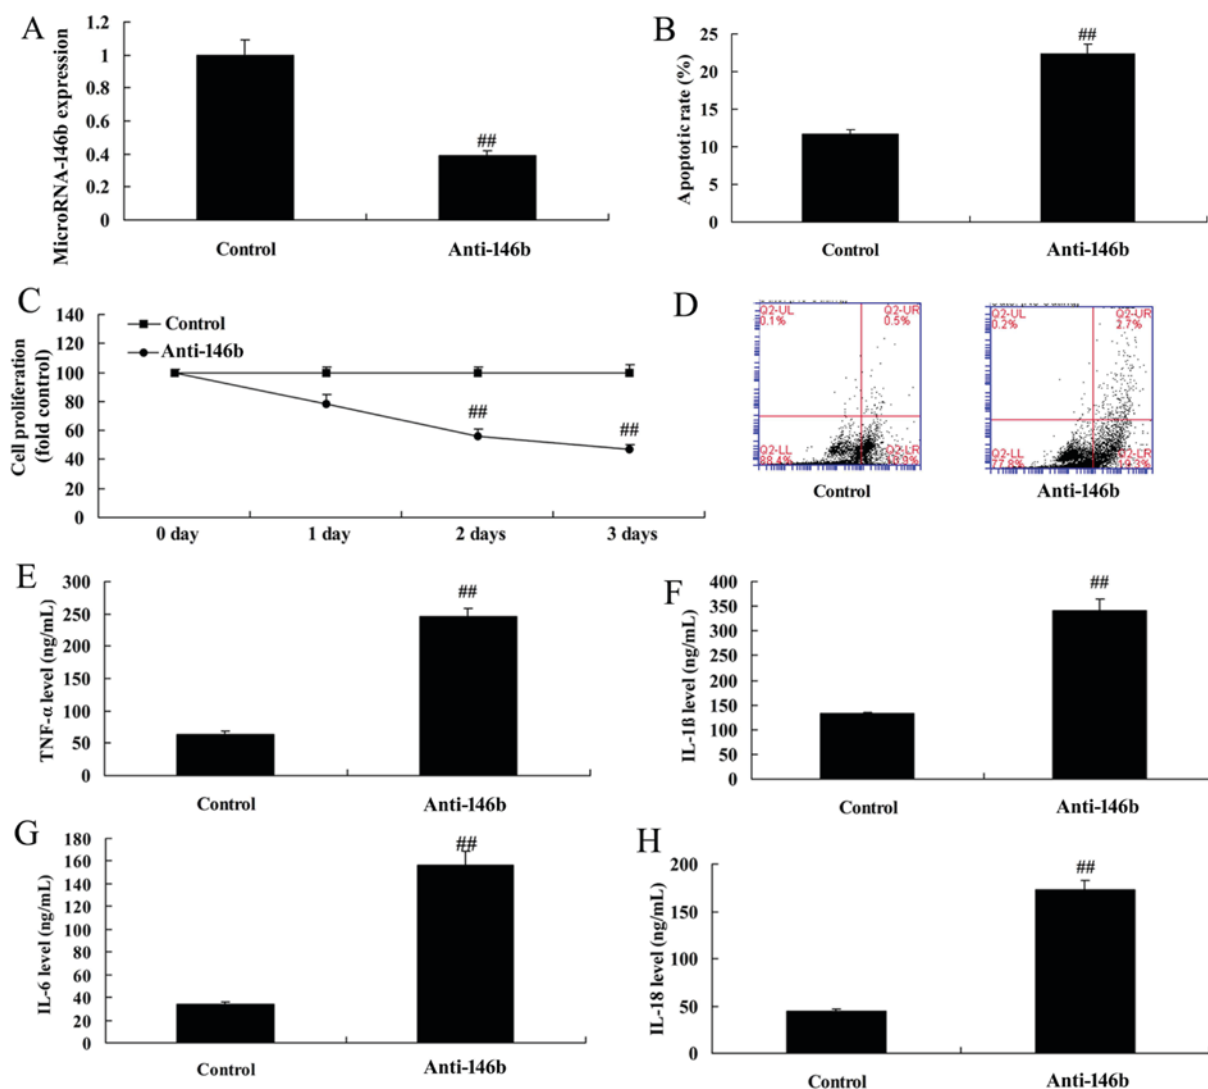 A
MicroRNA-146b expression
1.2
1
0.8
0.6
0.4
0.2
0
##
Control
Anti-146b
B
Apoptotic rate (%)
30
25
20
15
10
5
0
##
Control
Anti-146b
C
Cell proliferation
(fold control)
140
120
100
80
60
40
20
0
Control
Anti-146b
##
##
0 day
1 day
2 days
3 days
D
Q2-UL
0.1%
Q2-UR
0.5%
Q2-LL
88.4%
Q2-LR
Control
Q2-UL
0.2%
Q2-UR
2.7%
Q2-LL
77.8%
Q2-LR
Anti-146b
E
TNF-α level (ng/mL)
300
250
200
150
100
50
0
##
Control
Anti-146b
F
IL-1ß level (ng/mL)
400
350
300
250
200
150
100
50
0
##
Control
Anti-146b
G
IL-6 level (ng/mL)
180
160
140
120
100
80
60
40
20
0
##
Control
Anti-146b
H
IL-18 level (ng/mL)
200
150
100
50
0
##
Control
Anti-146b